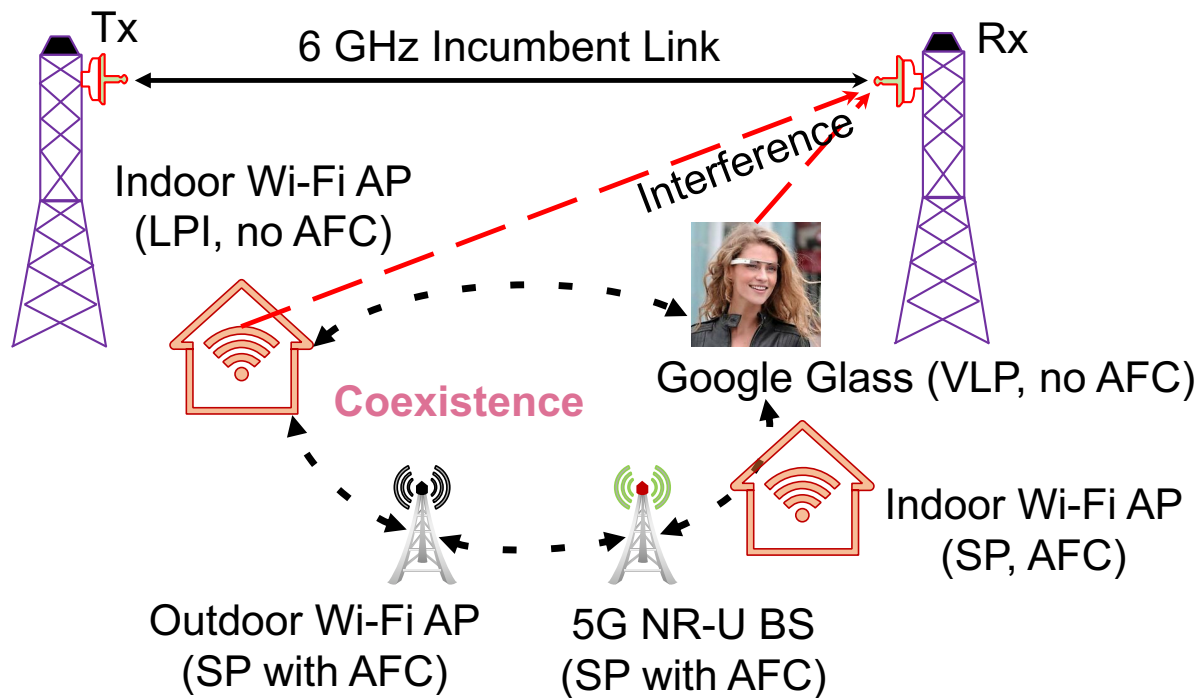 Tx
6 GHz Incumbent Link
Rx
Interference
Indoor Wi-Fi AP
(LPI, no AFC)
Coexistence
Google Glass (VLP, no AFC)
Indoor Wi-Fi AP
(SP, AFC)
Outdoor Wi-Fi AP
(SP with AFC)
5G NR-U BS
(SP with AFC)